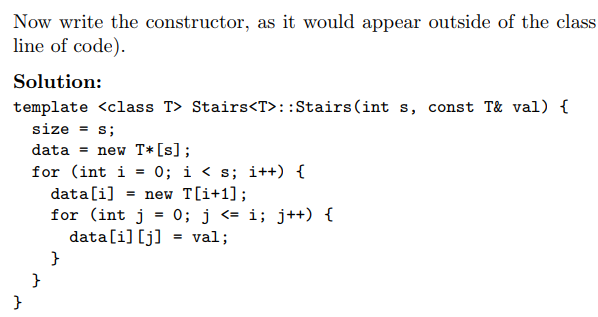 Now write the constructor, as it would appear outside of the class
line of code).
Solution:
template <class T> Stairs<T>::Stairs(int s, const T& val) {
  size = s;
  data = new T*[s];
  for (int i = 0; i < s; i++) {
    data[i] = new T[i+1];
    for (int j = 0; j <= i; j++) {
      data[i][j] = val;
    }
  }
}